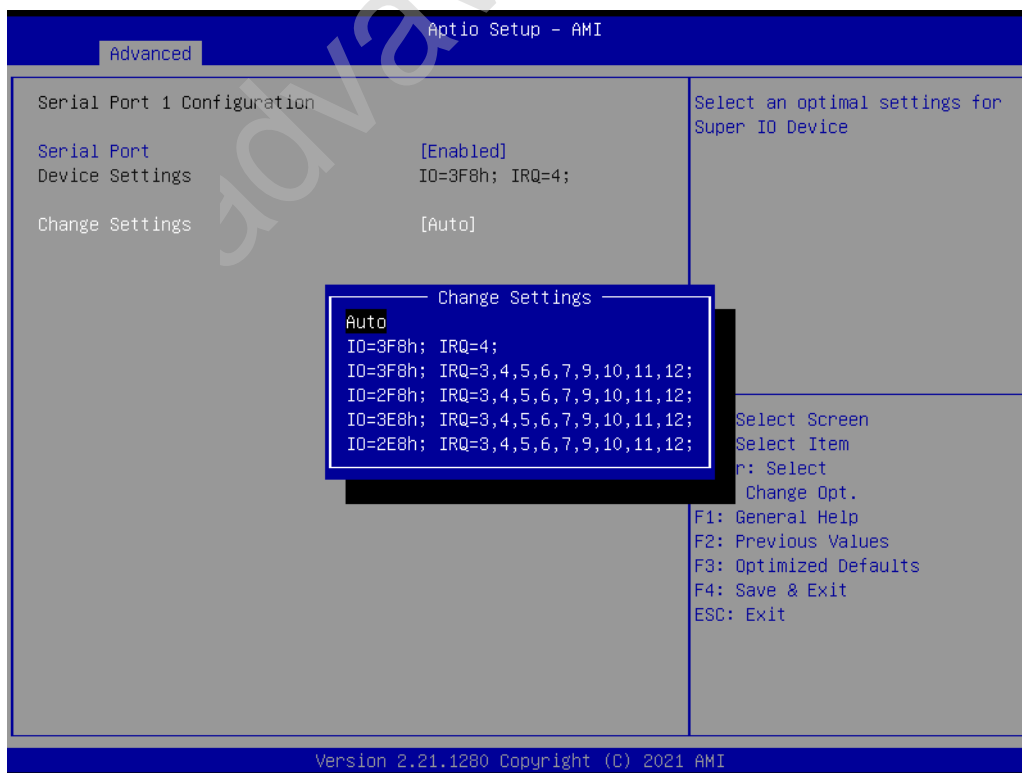 Aptio Setup – AMI
Advanced
Serial Port 1 Configuration
Serial Port [Enabled]
Device Settings IO=3F8h; IRQ=4;
Change Settings [Auto]
Select an optimal settings for
Super IO Device
Change Settings
Auto
IO=3F8h; IRQ=4;
IO=3F8h; IRQ=3,4,5,6,7,9,10,11,12;
IO=2F8h; IRQ=3,4,5,6,7,9,10,11,12;
IO=3E8h; IRQ=3,4,5,6,7,9,10,11,12;
IO=2E8h; IRQ=3,4,5,6,7,9,10,11,12;
Select Screen
Select Item
r: Select
Change Opt.
F1: General Help
F2: Previous Values
F3: Optimized Defaults
F4: Save & Exit
ESC: Exit
Version 2.21.1280 Copyright (C) 2021 AMI